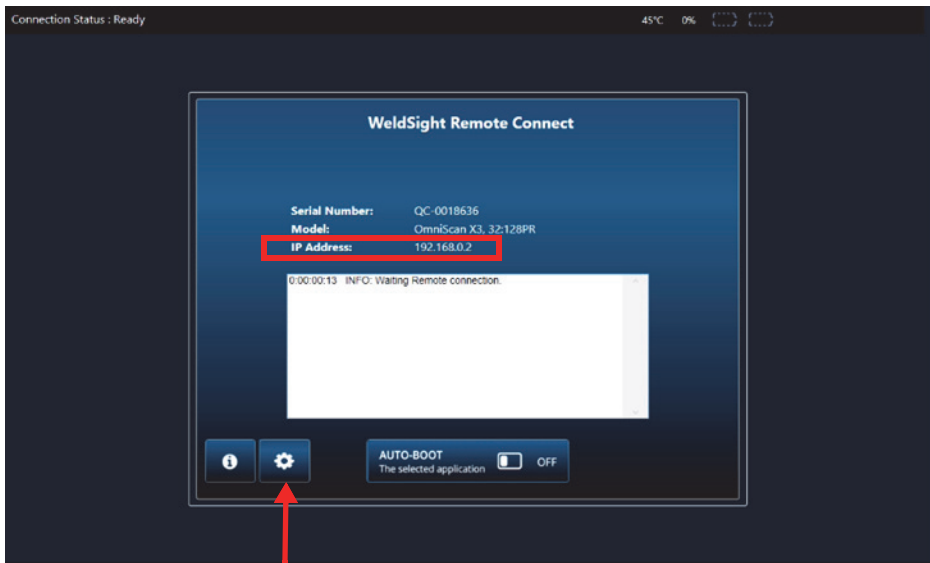 Connection Status : Ready
45°C 0%
WeldSight Remote Connect
Serial Number: QC-0018636
Model: OmniScan X3, 32:128PR
IP Address: 192.168.0.2
0:00:00:13 INFO: Waiting Remote connection.
AUTO-BOOT
The selected application
OFF